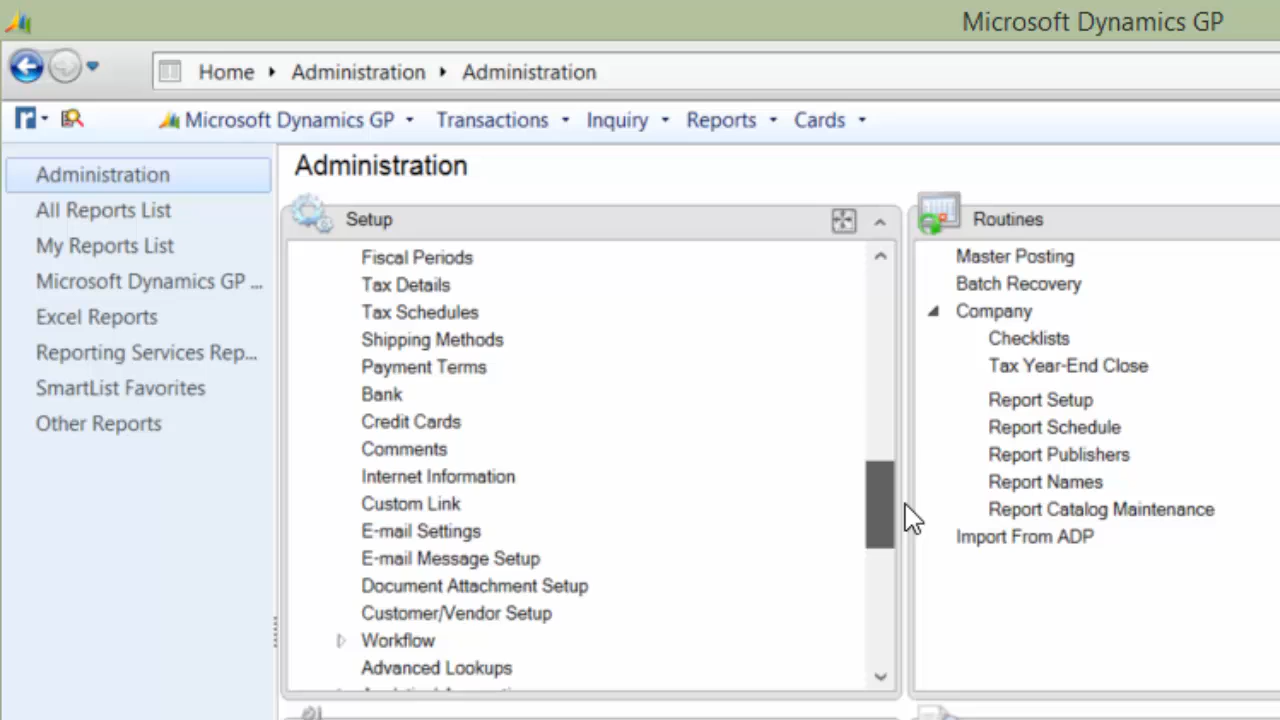 Microsoft Dynamics GP
Home Administration Administration
Microsoft Dynamics GP Transactions Inquiry Reports Cards
Administration
All Reports List
My Reports List
Microsoft Dynamics GP ...
Excel Reports
Reporting Services Rep...
SmartList Favorites
Other Reports
Administration
Setup
Fiscal Periods
Tax Details
Tax Schedules
Shipping Methods
Payment Terms
Bank
Credit Cards
Comments
Internet Information
Custom Link
E-mail Settings
E-mail Message Setup
Document Attachment Setup
Customer/Vendor Setup
Workflow
Advanced Lookups
Routines
Master Posting
Batch Recovery
Company
Checklists
Tax Year-End Close
Report Setup
Report Schedule
Report Publishers
Report Names
Report Catalog Maintenance
Import From ADP